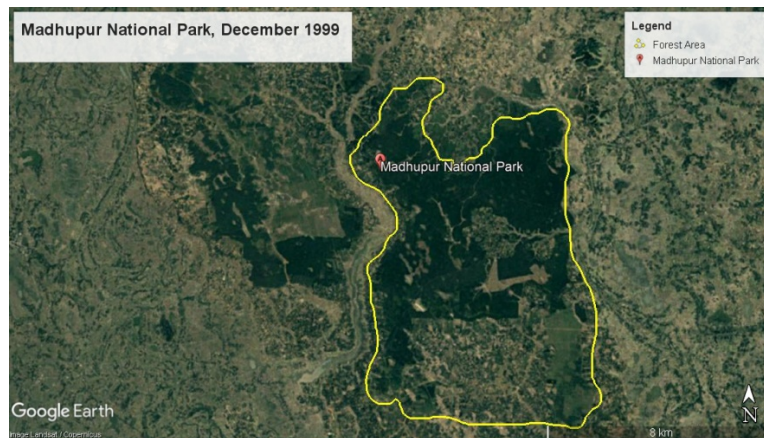 Madhupur National Park, December 1999
Legend
Forest Area
Madhupur National Park
Madhupur National Park
N
Google Earth
8 km
Image Landsat / Copernicus